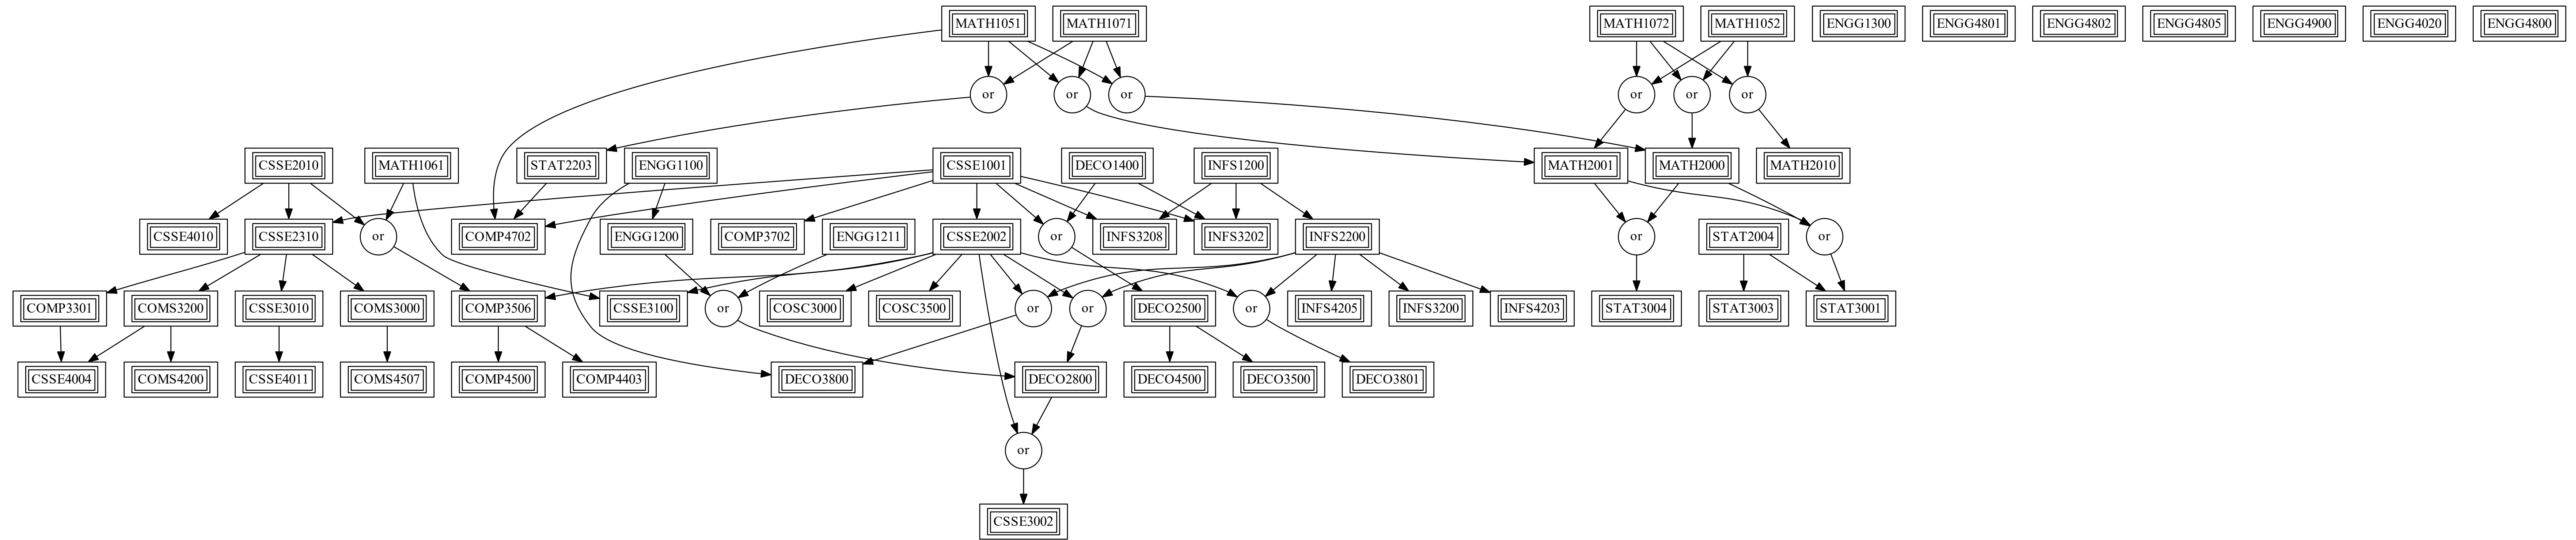 MATH1051
MATH1071
MATH1072
MATH1052
ENGG1300
ENGG4801
ENGG4802
ENGG4805
ENGG4900
ENGG4020
ENGG4800
or
or
or
or
or
or
CSSE2010
MATH1061
STAT2203
ENGG1100
CSSE1001
DECO1400
INFS1200
MATH2001
MATH2000
MATH2010
CSSE4010
CSSE2310
or
COMP4702
ENGG1200
COMP3702
ENGG1211
CSSE2002
or
INFS3208
INFS3202
INFS2200
or
STAT2004
or
COMP3301
COMS3200
CSSE3010
COMS3000
COMP3506
CSSE3100
or
COSC3000
COSC3500
or
or
DECO2500
or
INFS4205
INFS3200
INFS4203
STAT3004
STAT3003
STAT3001
CSSE4004
COMS4200
CSSE4011
COMS4507
COMP4500
COMP4403
DECO3800
DECO2800
DECO4500
DECO3500
DECO3801
or
CSSE3002